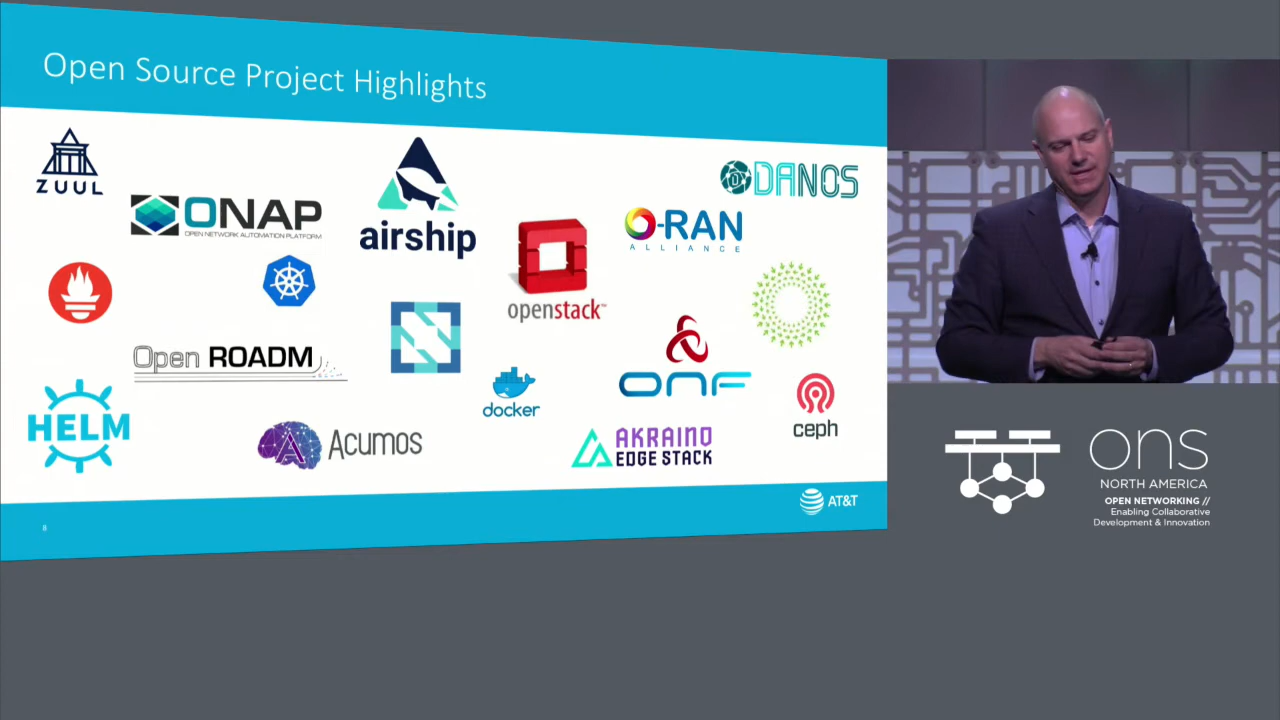 Open Source Project Highlights
ZUUL
ONAP
OPEN NETWORK AUTOMATION PLATFORM
airship
DANOS
O-RAN
ALLIANCE
openstack™
Open ROADM
ONF
docker
HELM
Acumos
AKRAINO
EDGE STACK
ceph
AT&T
8
ons
NORTH AMERICA
OPEN NETWORKING //
Enabling Collaborative
Development & Innovation